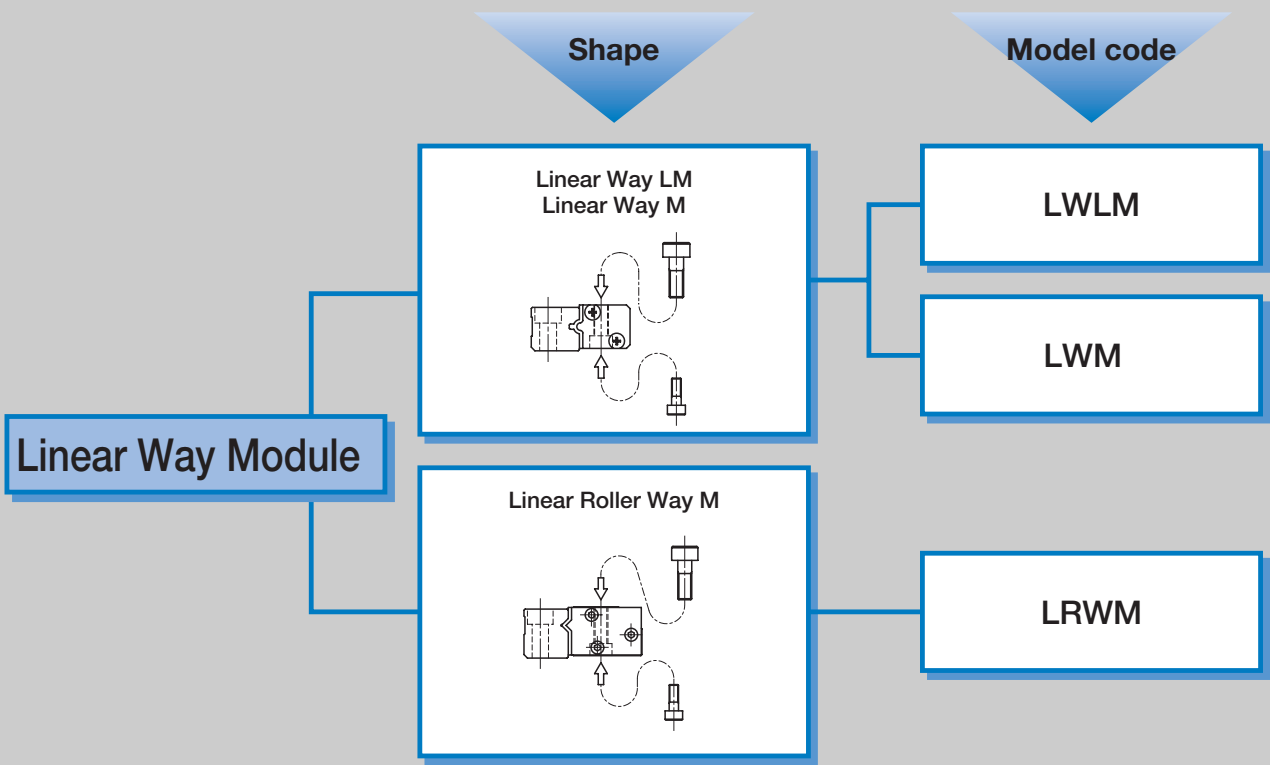 Shape
Model code
Linear Way LM
Linear Way M
LWLM
LWM
Linear Way Module
Linear Roller Way M
LRWM